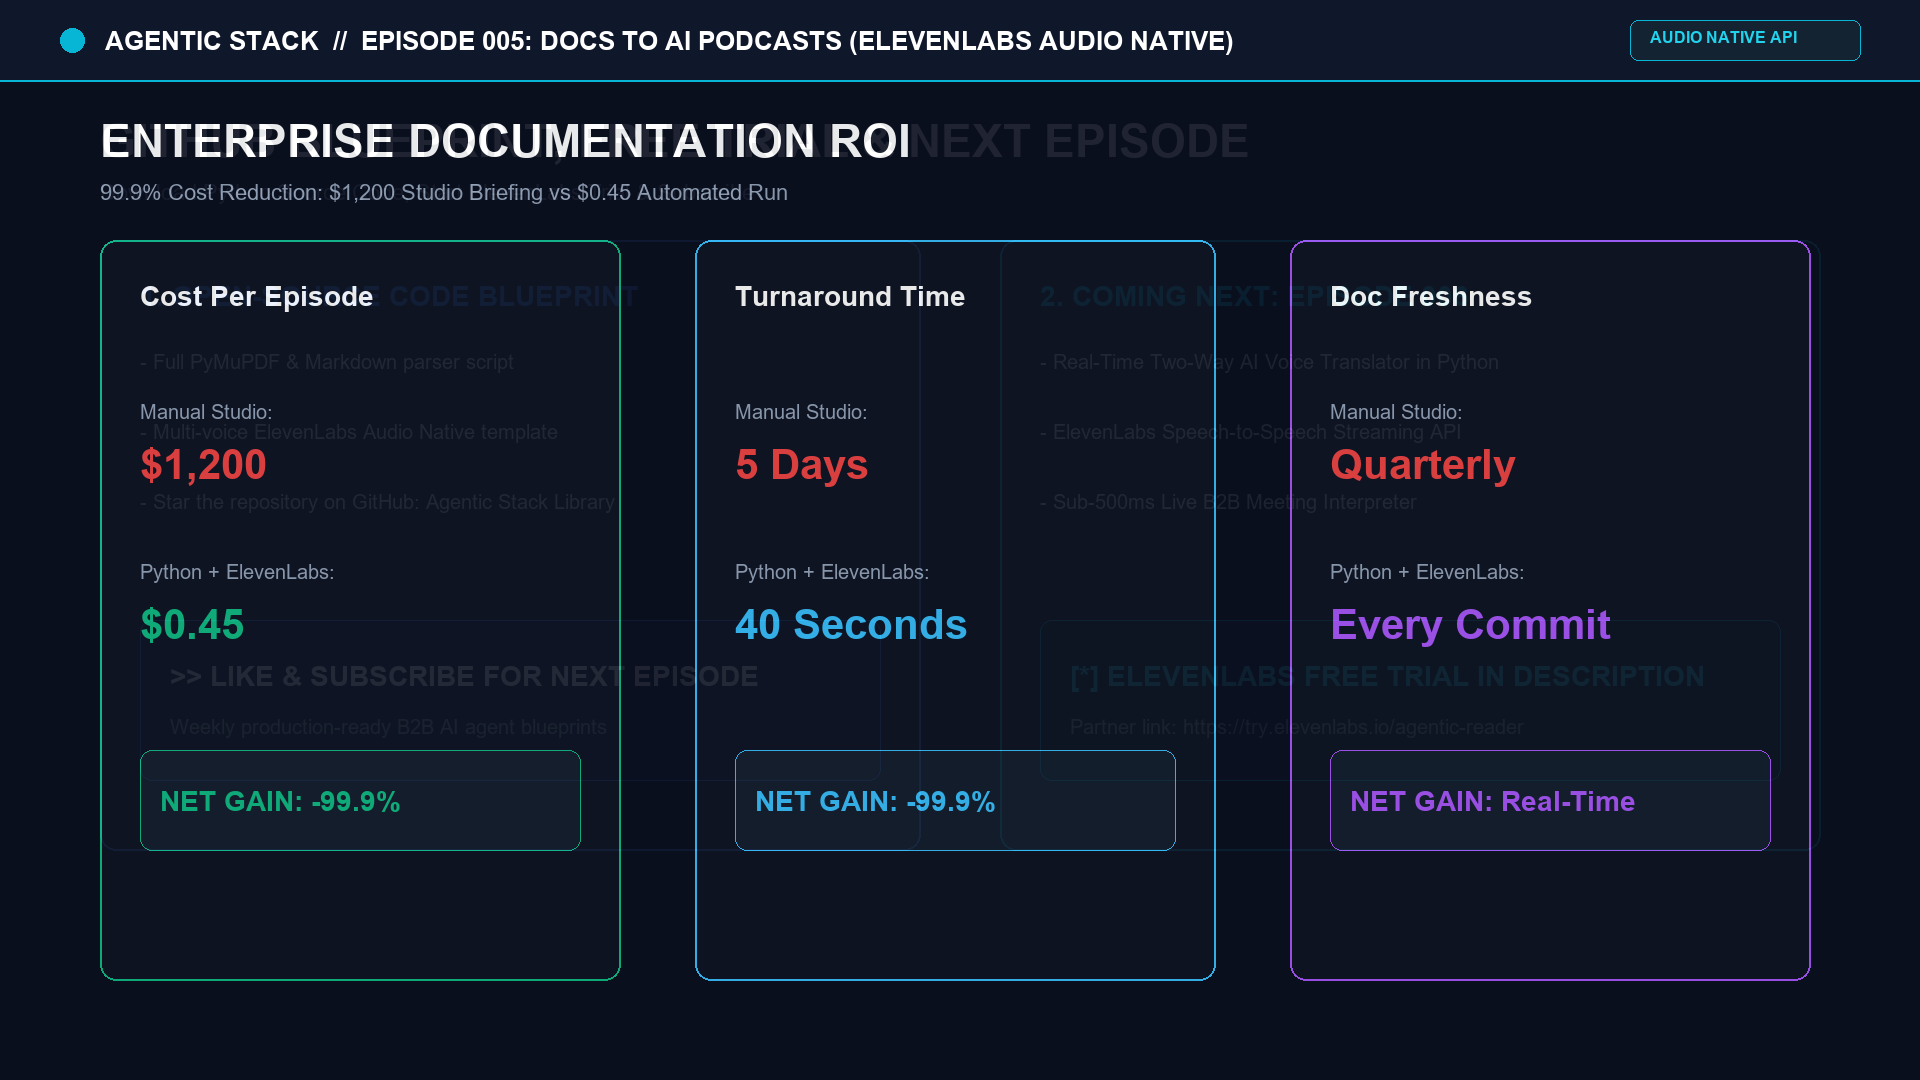 AGENTIC STACK // EPISODE 005: DOCS TO AI PODCASTS (ELEVENLABS AUDIO NATIVE)
AUDIO NATIVE API
ENTERPRISE DOCUMENTATION ROI
NEXT EPISODE
99.9% Cost Reduction: $1,200 Studio Briefing vs $0.45 Automated Run
Cost Per Episode
CODE BLUEPRINT
- Full PyMuPDF & Markdown parser script
Manual Studio:
- Multi-voice ElevenLabs Audio Native template
$1,200
- Star the repository on GitHub: Agentic Stack Library
Python + ElevenLabs:
$0.45
>> LIKE & SUBSCRIBE FOR NEXT EPISODE
Weekly production-ready B2B AI agent blueprints
NET GAIN: -99.9%
Turnaround Time
Manual Studio:
5 Days
Python + ElevenLabs:
40 Seconds
NET GAIN: -99.9%
2. COMING NEXT:
Doc Freshness
- Real-Time Two-Way AI Voice Translator in Python
Manual Studio:
- ElevenLabs Speech-to-Speech Streaming API
Quarterly
- Sub-500ms Live B2B Meeting Interpreter
Python + ElevenLabs:
Every Commit
[*] ELEVENLABS FREE TRIAL IN DESCRIPTION
Partner link: https://try.elevenlabs.io/agentic-reader
NET GAIN: Real-Time